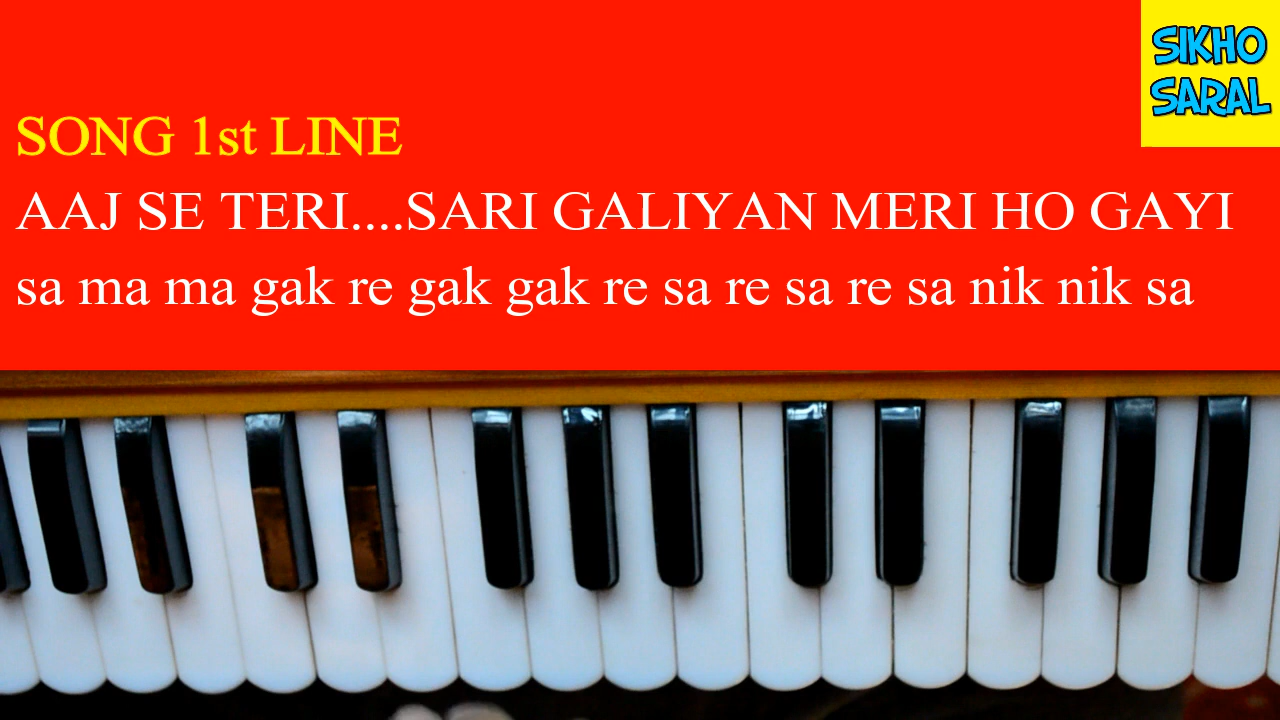 SIKHO
SARAL
SONG 1st LINE
AAJ SE TERI....SARI GALIYAN MERI HO GAYI
sa ma ma gak re gak gak re sa re sa re sa nik nik sa